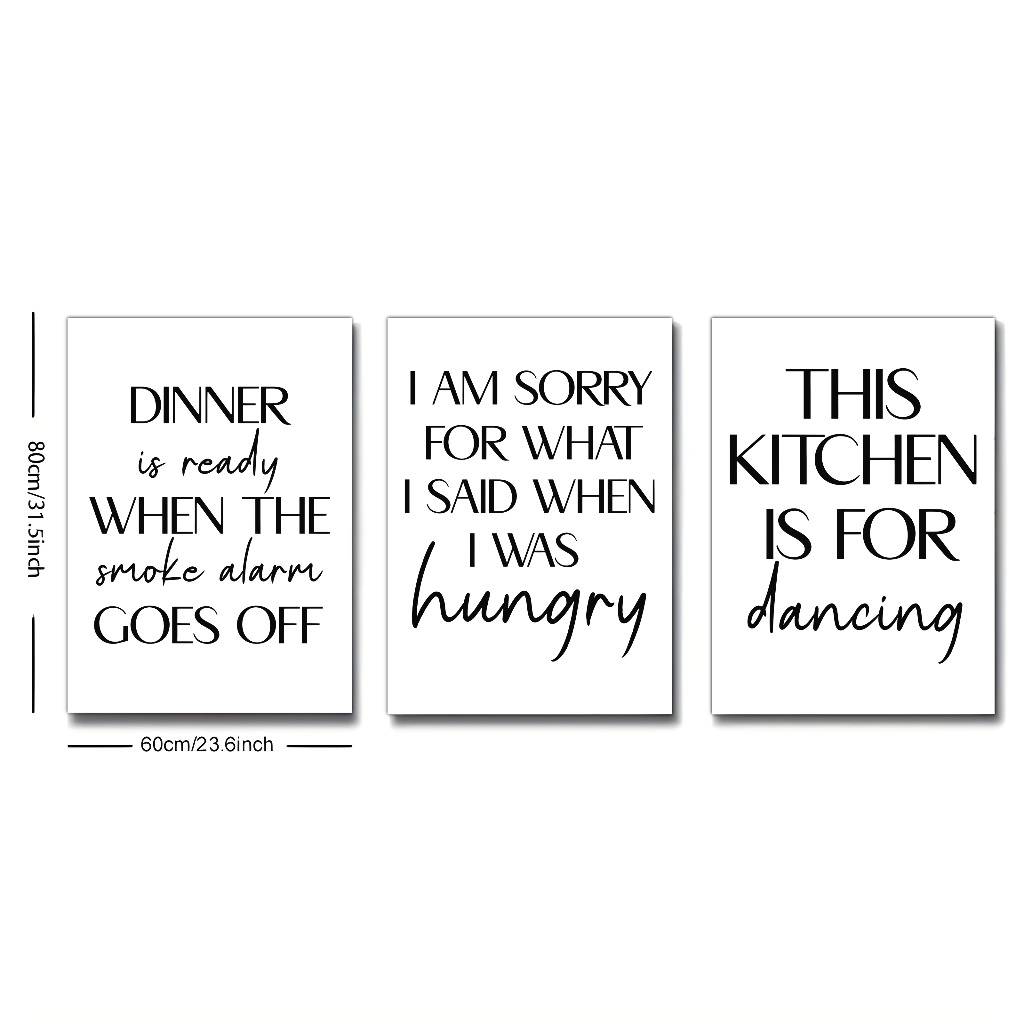 80cm/31.5inch
DINNER
is ready
WHEN THE
smoke alarm
GOES OFF
60cm/23.6inch
I AM SORRY
FOR WHAT
I SAID WHEN
I WAS
hungry
THIS
KITCHEN
IS FOR
dancing